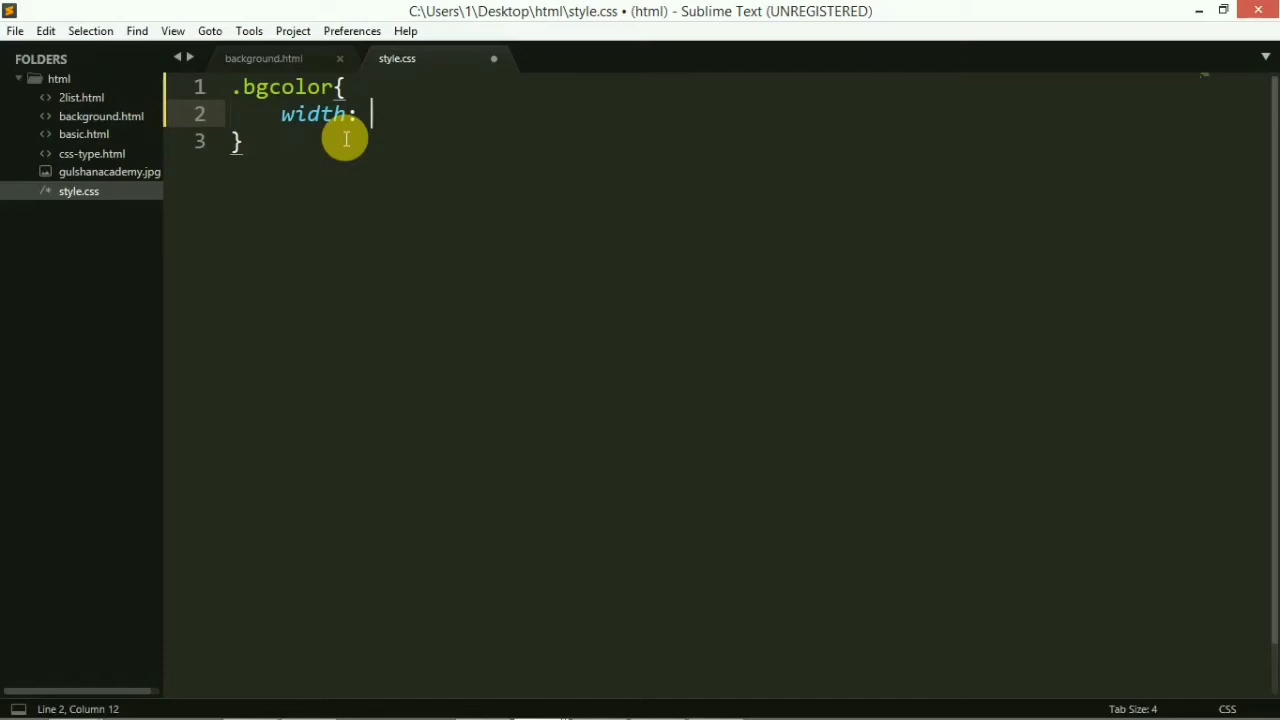 C:\Users\1\Desktop\html\style.css • (html) - Sublime Text (UNREGISTERED)
File Edit Selection Find View Goto Tools Project Preferences Help
FOLDERS
html
2list.html
background.html
basic.html
css-type.html
gulshanacademy.jpg
/* style.css
background.html × style.css
1 .bgcolor{
2 width:
3 }
Line 2, Column 12
Tab Size: 4
CSS